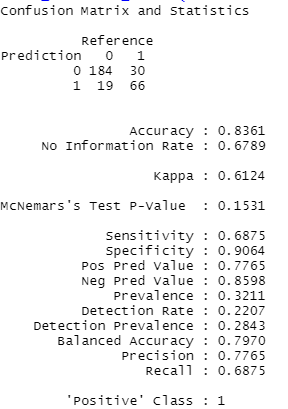 Confusion Matrix and Statistics
Reference
Prediction 0 1
0 184 30
1 19 66
Accuracy : 0.8361
No Information Rate : 0.6789
Kappa : 0.6124
McNemars's Test P-Value : 0.1531
Sensitivity : 0.6875
Specificity : 0.9064
Pos Pred Value : 0.7765
Neg Pred Value : 0.8598
Prevalence : 0.3211
Detection Rate : 0.2207
Detection Prevalence : 0.2843
Balanced Accuracy : 0.7970
Precision : 0.7765
Recall : 0.6875
'Positive' Class : 1